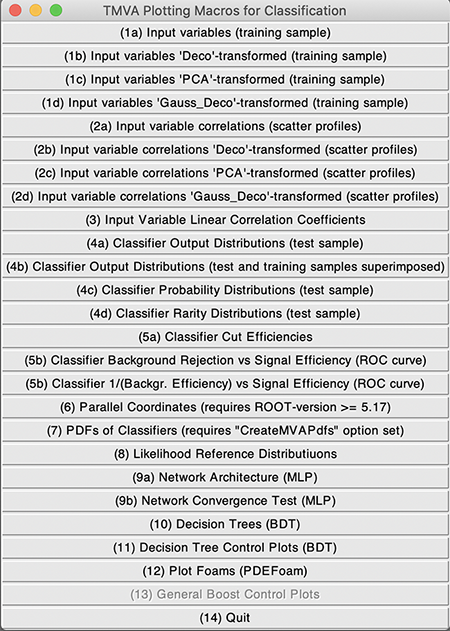 TMVA Plotting Macros for Classification
(1a) Input variables (training sample)
(1b) Input variables 'Deco'-transformed (training sample)
(1c) Input variables 'PCA'-transformed (training sample)
(1d) Input variables 'Gauss_Deco'-transformed (training sample)
(2a) Input variable correlations (scatter profiles)
(2b) Input variable correlations 'Deco'-transformed (scatter profiles)
(2c) Input variable correlations 'PCA'-transformed (scatter profiles)
(2d) Input variable correlations 'Gauss_Deco'-transformed (scatter profiles)
(3) Input Variable Linear Correlation Coefficients
(4a) Classifier Output Distributions (test sample)
(4b) Classifier Output Distributions (test and training samples superimposed)
(4c) Classifier Probability Distributions (test sample)
(4d) Classifier Rarity Distributions (test sample)
(5a) Classifier Cut Efficiencies
(5b) Classifier Background Rejection vs Signal Efficiency (ROC curve)
(5b) Classifier 1/(Backgr. Efficiency) vs Signal Efficiency (ROC curve)
(6) Parallel Coordinates (requires ROOT-version >= 5.17)
(7) PDFs of Classifiers (requires "CreateMVAPdfs" option set)
(8) Likelihood Reference Distributiuons
(9a) Network Architecture (MLP)
(9b) Network Convergence Test (MLP)
(10) Decision Trees (BDT)
(11) Decision Tree Control Plots (BDT)
(12) Plot Foams (PDEFoam)
(13) General Boost Control Plots
(14) Quit